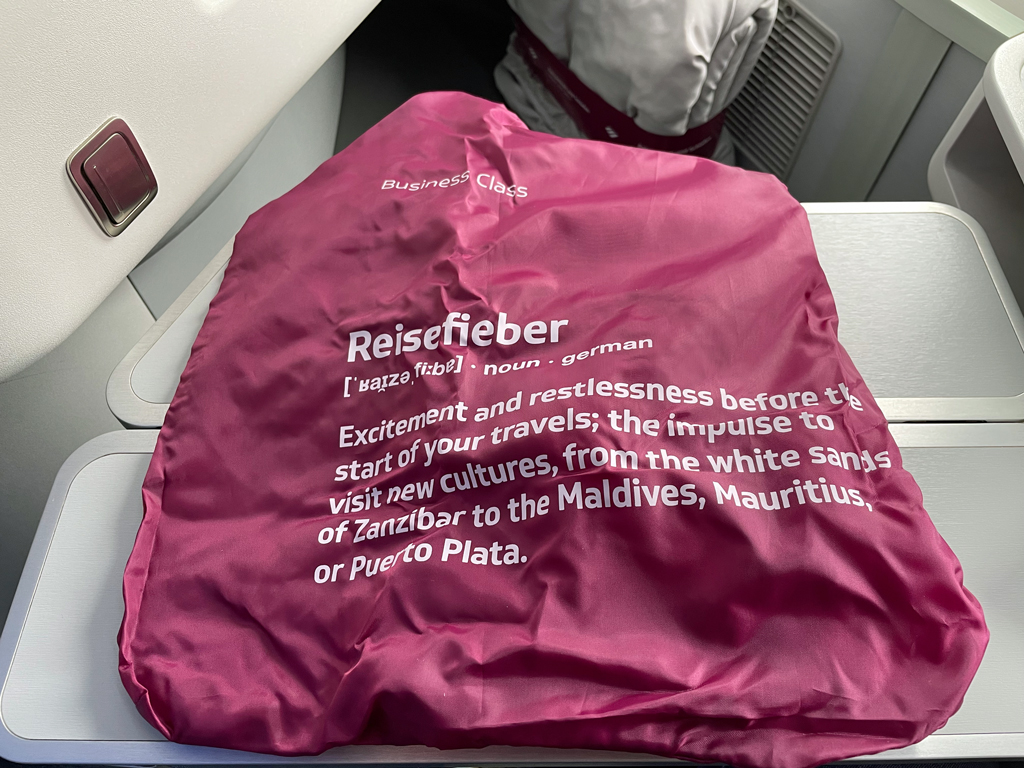 Business Class
Reisefieber
[ˈʁaɪ̯zəˌfiːbɐ] · noun · german
Excitement and restlessness before the
start of your travels; the impulse to
visit new cultures, from the white sands
of Zanzibar to the Maldives, Mauritius,
or Puerto Plata.